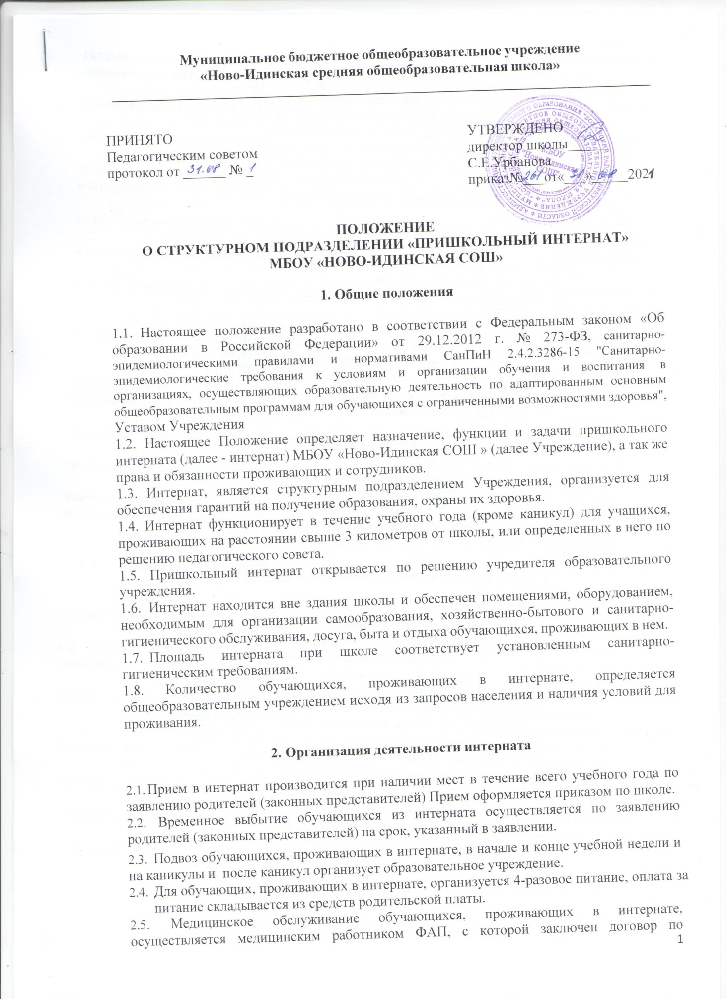 Муниципальное бюджетное общеобразовательное учреждение
«Ново-Идинская средняя общеобразовательная школа»
ПРИНЯТО
Педагогическим советом
протокол от 31.08 № 1
УТВЕРЖДЕНО
директор школы______
С.Е.Урбанова
приказ№ 261 от« 31 » 08 2021
МБОУ
"Ново-Идинская
СОШ"
ПОЛОЖЕНИЕ
О СТРУКТУРНОМ ПОДРАЗДЕЛЕНИИ «ПРИШКОЛЬНЫЙ ИНТЕРНАТ»
МБОУ «НОВО-ИДИНСКАЯ СОШ»
1. Общие положения
1.1. Настоящее положение разработано в соответствии с Федеральным законом «Об
образовании в Российской Федерации» от 29.12.2012 г. № 273-ФЗ, санитарно-
эпидемиологическими правилами и нормативами СанПиН 2.4.2.3286-15 "Санитарно-
эпидемиологические требования к условиям и организации обучения и воспитания в
организациях, осуществляющих образовательную деятельность по адаптированным основным
общеобразовательным программам для обучающихся с ограниченными возможностями здоровья",
Уставом Учреждения
1.2. Настоящее Положение определяет назначение, функции и задачи пришкольного
интерната (далее - интернат) МБОУ «Ново-Идинская СОШ » (далее Учреждение), а так же
права и обязанности проживающих и сотрудников.
1.3. Интернат, является структурным подразделением Учреждения, организуется для
обеспечения гарантий на получение образования, охраны их здоровья.
1.4. Интернат функционирует в течение учебного года (кроме каникул) для учащихся,
проживающих на расстоянии свыше 3 километров от школы, или определенных в него по
решению педагогического совета.
1.5. Пришкольный интернат открывается по решению учредителя образовательного
учреждения.
1.6. Интернат находится вне здания школы и обеспечен помещениями, оборудованием,
необходимым для организации самообразования, хозяйственно-бытового и санитарно-
гигиенического обслуживания, досуга, быта и отдыха обучающихся, проживающих в нем.
1.7. Площадь интерната при школе соответствует установленным санитарно-
гигиеническим требованиям.
1.8. Количество обучающихся, проживающих в интернате, определяется
общеобразовательным учреждением исходя из запросов населения и наличия условий для
проживания.
2. Организация деятельности интерната
2.1. Прием в интернат производится при наличии мест в течение всего учебного года по
заявлению родителей (законных представителей) Прием оформляется приказом по школе.
2.2. Временное выбытие обучающихся из интерната осуществляется по заявлению
родителей (законных представителей) на срок, указанный в заявлении.
2.3. Подвоз обучающихся, проживающих в интернате, в начале и конце учебной недели и
на каникулы и после каникул организует образовательное учреждение.
2.4. Для обучающих, проживающих в интернате, организуется 4-разовое питание, оплата за
питание складывается из средств родительской платы.
2.5. Медицинское обслуживание обучающихся, проживающих в интернате,
осуществляется медицинским работником ФАП, с которой заключен договор по
1